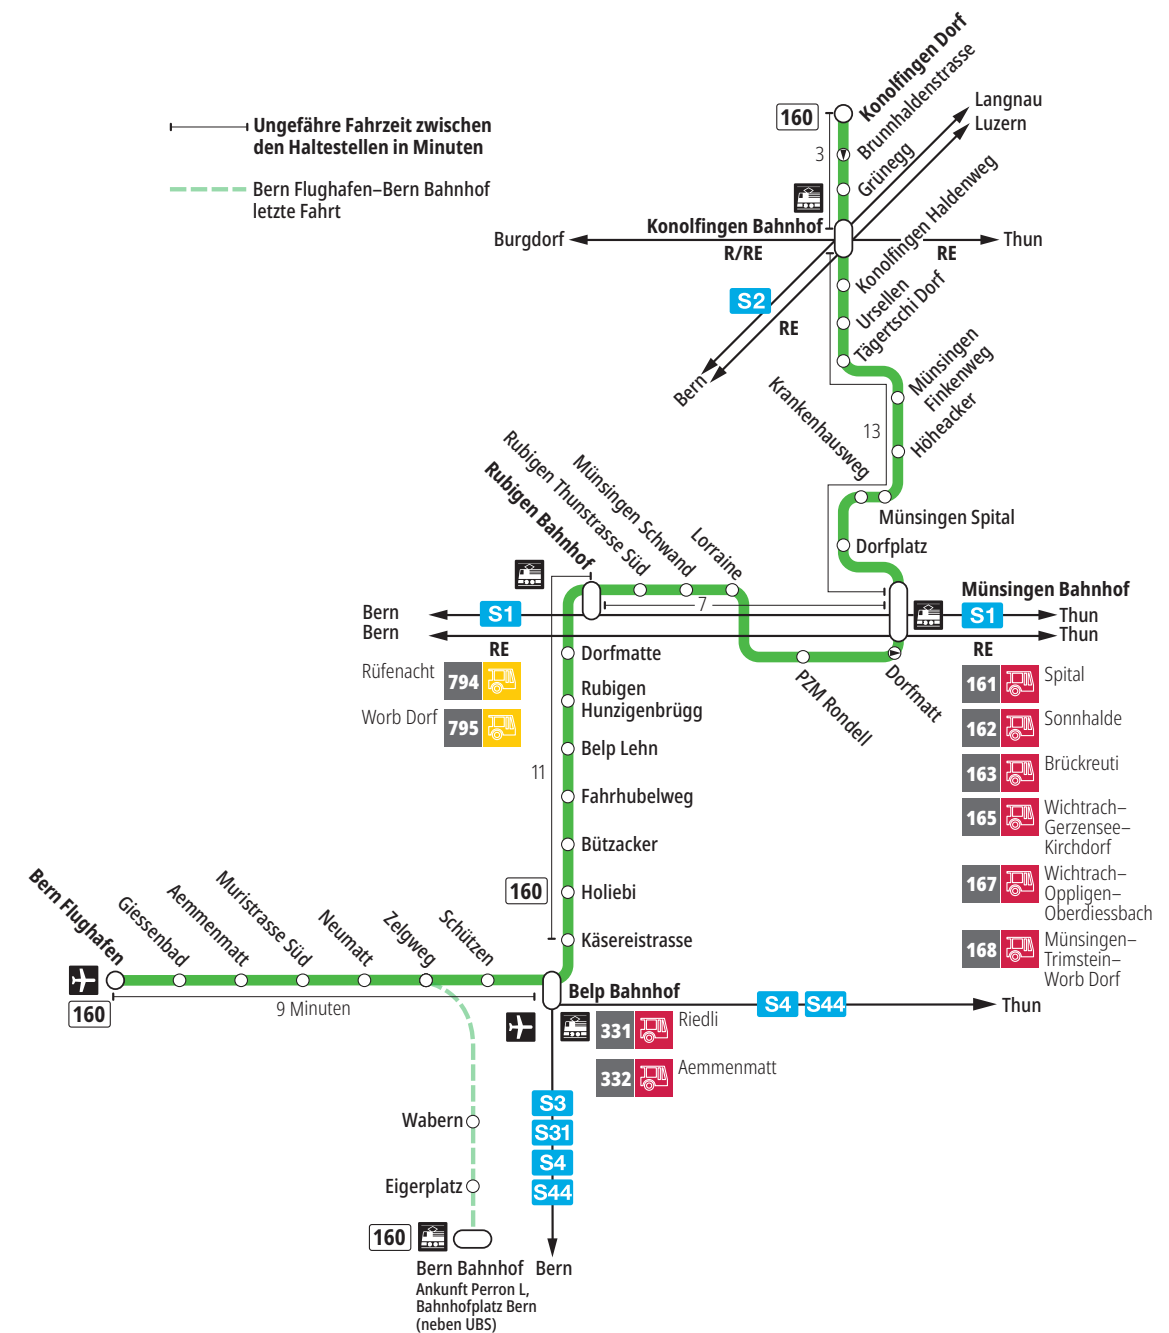 Ungefähre Fahrzeit zwischen
den Haltestellen in Minuten
Bern Flughafen–Bern Bahnhof
letzte Fahrt
160
Konolfingen Dorf
Brunnhaldenstrasse
3
Grünegg
Langnau
Luzern
Konolfingen Bahnhof
Burgdorf
R/RE
RE
Thun
Konolfingen Haldenweg
S2
RE
Bern
Ursellen
Tägertschi Dorf
Münsingen
Finkenweg
13
Höheacker
Krankenhausweg
Münsingen Spital
Dorfplatz
Münsingen Bahnhof
Rubigen Bahnhof
Rubigen Thunstrasse Süd
Münsingen Schwand
Lorraine
7
Bern
S1
S1
Thun
Bern
Thun
RE
RE
PZM Rondell
Dorfmatt
Rüfenacht
794
Worb Dorf
795
161
Spital
162
Sonnhalde
163
Brückreuti
165
Wichtrach–
Gerzensee–
Kirchdorf
167
Wichtrach–
Oppligen–
Oberdiessbach
168
Münsingen–
Trimstein–
Worb Dorf
Dorfmatte
Rubigen
Hunzigenbrügg
Belp Lehn
11
Fahrhubelweg
Bützacker
160
Holiebi
Käsereistrasse
Bern Flughafen
Giessenbad
Aemmenmatt
Muristrasse Süd
Neumatt
Zelgweg
Schützen
160
9 Minuten
Belp Bahnhof
S4
S44
Thun
331
Riedli
332
Aemmenmatt
S3
S31
S4
S44
Bern
Wabern
Eigerplatz
160
Bern Bahnhof
Ankunft Perron L,
Bahnhofplatz Bern
(neben UBS)